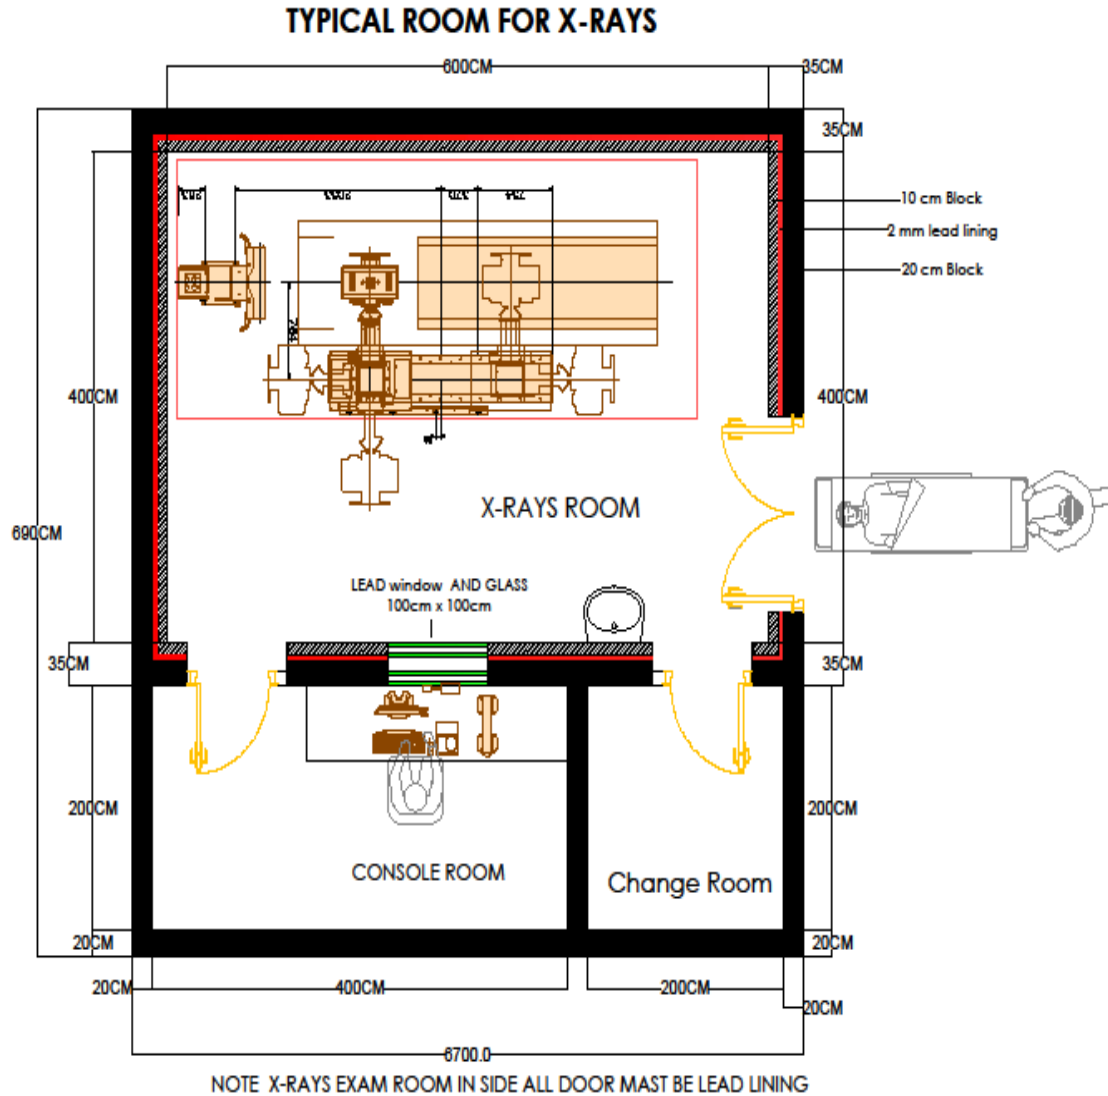 TYPICAL ROOM FOR X-RAYS
600CM
35CM
35CM
10 cm Block
2 mm lead lining
20 cm Block
400CM
400CM
X-RAYS ROOM
690CM
LEAD window AND GLASS
100cm x 100cm
35CM
35CM
200CM
200CM
CONSOLE ROOM
Change Room
20CM
20CM
20CM
400CM
200CM
20CM
6700.0
NOTE X-RAYS EXAM ROOM IN SIDE ALL DOOR MAST BE LEAD LINING